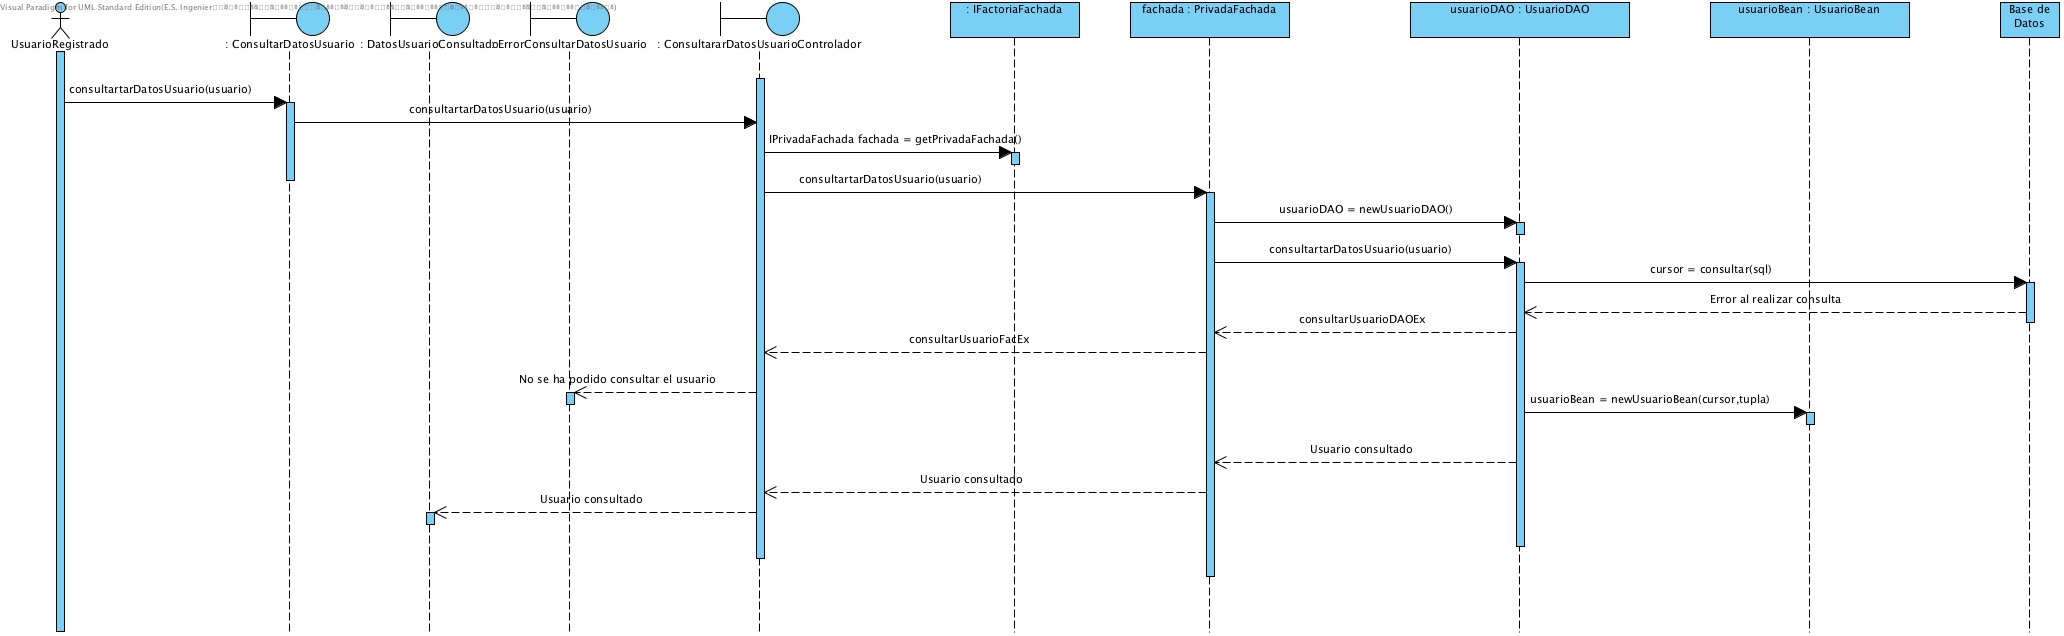 Visual Paradigm for UML Standard Edition(E.S. Ingenier
UsuarioRegistrado
: ConsultarDatosUsuario
: DatosUsuarioConsultado
ErrorConsultarDatosUsuario
: ConsultararDatosUsuarioControlador
: IFactoriaFachada
fachada : PrivadaFachada
usuarioDAO : UsuarioDAO
usuarioBean : UsuarioBean
Base de
Datos
consultartarDatosUsuario(usuario)
consultartarDatosUsuario(usuario)
IPrivadaFachada fachada = getPrivadaFachada()
consultartarDatosUsuario(usuario)
usuarioDAO = newUsuarioDAO()
consultartarDatosUsuario(usuario)
cursor = consultar(sql)
Error al realizar consulta
consultarUsuarioDAOEx
consultarUsuarioFacEx
No se ha podido consultar el usuario
usuarioBean = newUsuarioBean(cursor,tupla)
Usuario consultado
Usuario consultado
Usuario consultado